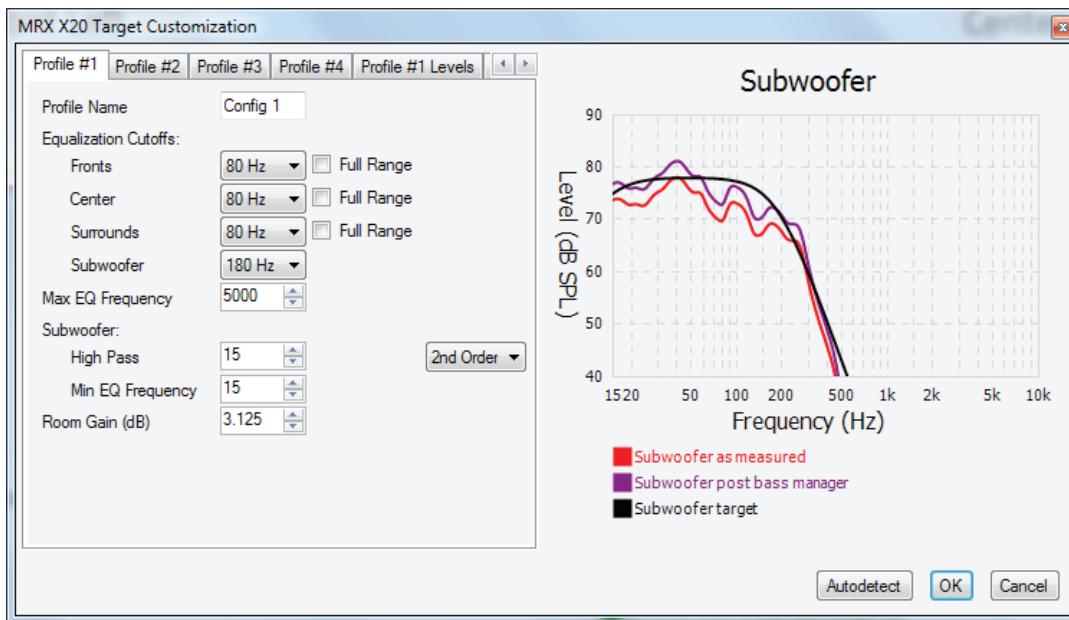 MRX X20 Target Customization
Profile #1 Profile #2 Profile #3 Profile #4 Profile #1 Levels
Profile Name Config 1
Equalization Cutoffs:
Fronts 80 Hz Full Range
Center 80 Hz Full Range
Surrounds 80 Hz Full Range
Subwoofer 180 Hz
Max EQ Frequency 5000
Subwoofer:
High Pass 15 2nd Order
Min EQ Frequency 15
Room Gain (dB) 3.125
Subwoofer
Level (dB SPL)
90
80
70
60
50
40
15 20 50 100 200 500 1k 2k 5k 10k
Frequency (Hz)
Subwoofer as measured
Subwoofer post bass manager
Subwoofer target
Autodetect OK Cancel